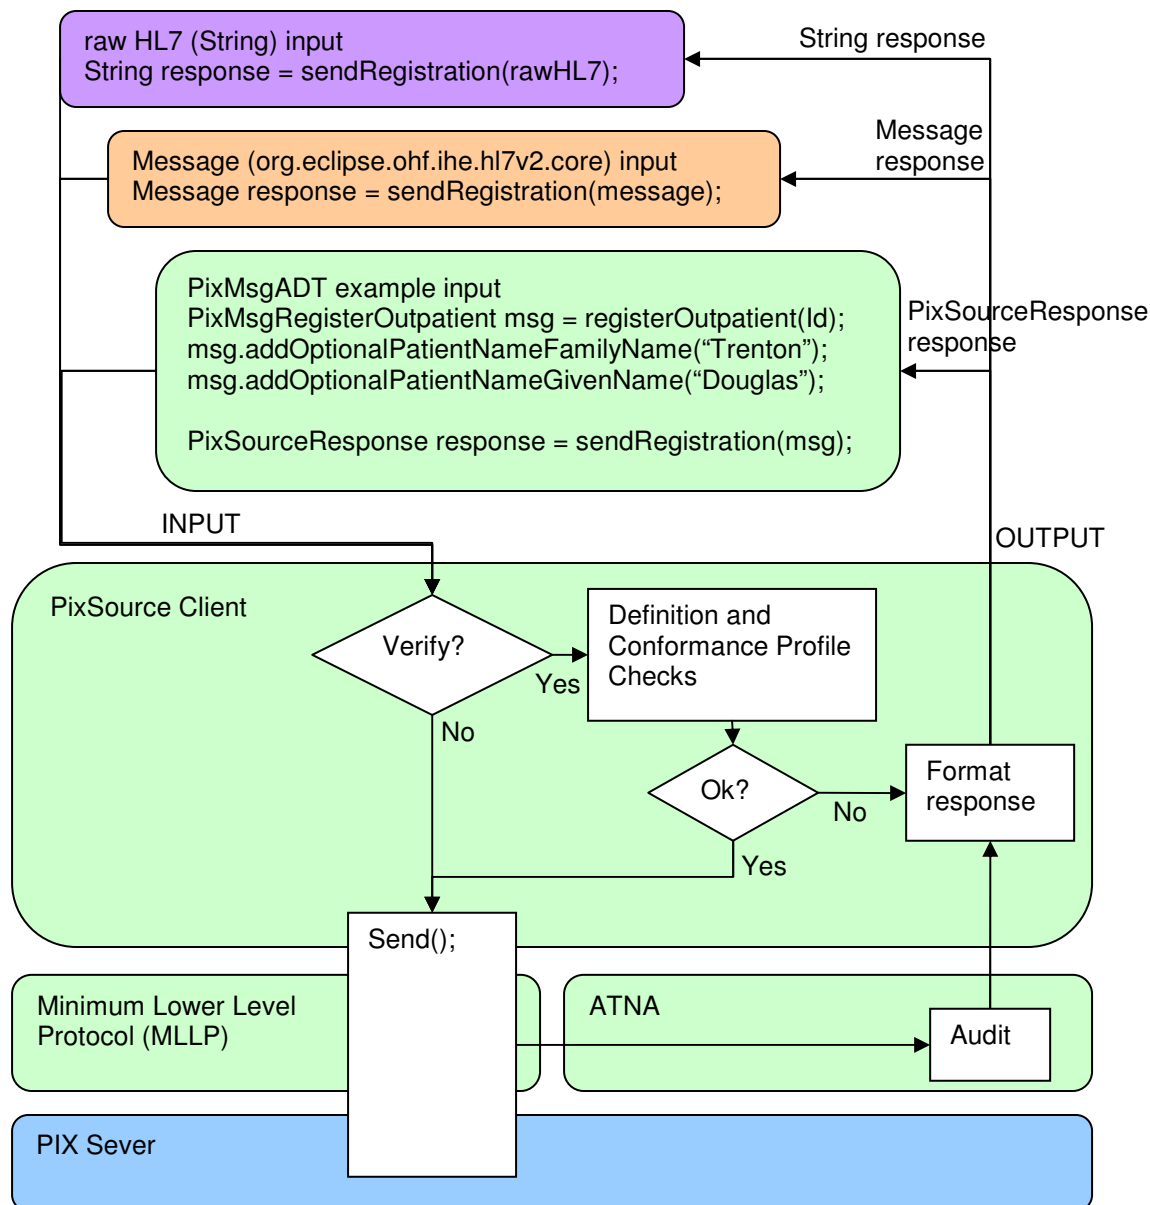 raw HL7 (String) input
String response = sendRegistration(rawHL7);
String response
Message (org.eclipse.ohf.ihe.hl7v2.core) input
Message response = sendRegistration(message);
Message
response
PixMsgADT example input
PixMsgRegisterOutpatient msg = registerOutpatient(Id);
msg.addOptionalPatientNameFamilyName(“Trenton”);
msg.addOptionalPatientNameGivenName(“Douglas”);
PixSourceResponse response = sendRegistration(msg);
PixSourceResponse
response
INPUT
OUTPUT
PixSource Client
Verify?
Yes
No
Definition and
Conformance Profile
Checks
Ok?
No
Yes
Format
response
Send();
Minimum Lower Level
Protocol (MLLP)
ATNA
Audit
PIX Sever